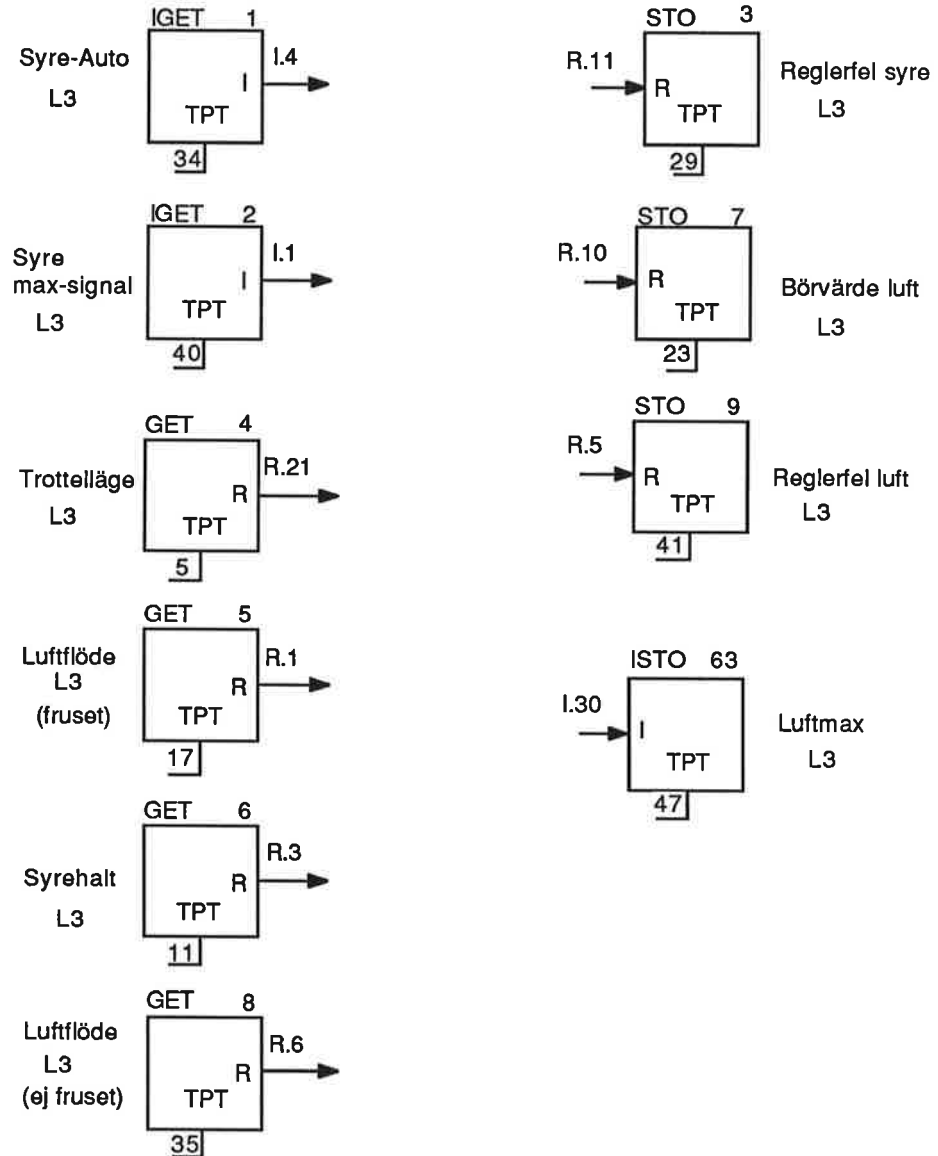 IGET 1
Syre-Auto
L3
I
I.4
TPT
34
IGET 2
Syre
max-signal
L3
I
I.1
TPT
40
GET 4
Trottelläge
L3
R
R.21
TPT
5
GET 5
Luftflöde
L3
(fruset)
R
R.1
TPT
17
GET 6
Syrehalt
L3
R
R.3
TPT
11
GET 8
Luftflöde
L3
(ej fruset)
R
R.6
TPT
35
STO 3
R.11
R
TPT
29
Reglerfel syre
L3
STO 7
R.10
R
TPT
23
Börvärde luft
L3
STO 9
R.5
R
TPT
41
Reglerfel luft
L3
ISTO 63
I.30
I
TPT
47
Luftmax
L3